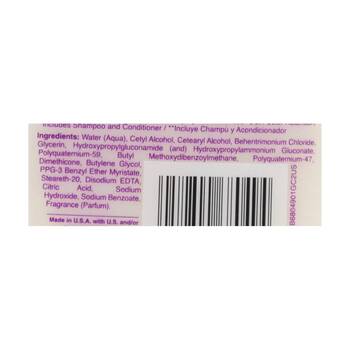 Includes Shampoo and Conditioner / **Incluye Champú y Acondicionador
Ingredients: Water (Aqua), Cetyl Alcohol, Cetearyl Alcohol, Behentrimonium Chloride,
Glycerin, Hydroxypropylgluconamide (and) Hydroxypropylammonium Gluconate,
Polyquaternium-59, Butyl Methoxydibenzoylmethane, Polyquaternium-47,
Dimethicone, Butylene Glycol,
PPG-3 Benzyl Ether Myristate,
Steareth-20, Disodium EDTA,
Citric Acid, Sodium
Hydroxide, Sodium Benzoate,
Fragrance (Parfum).
Made in U.S.A. with U.S. and/or
B6804901GC2US